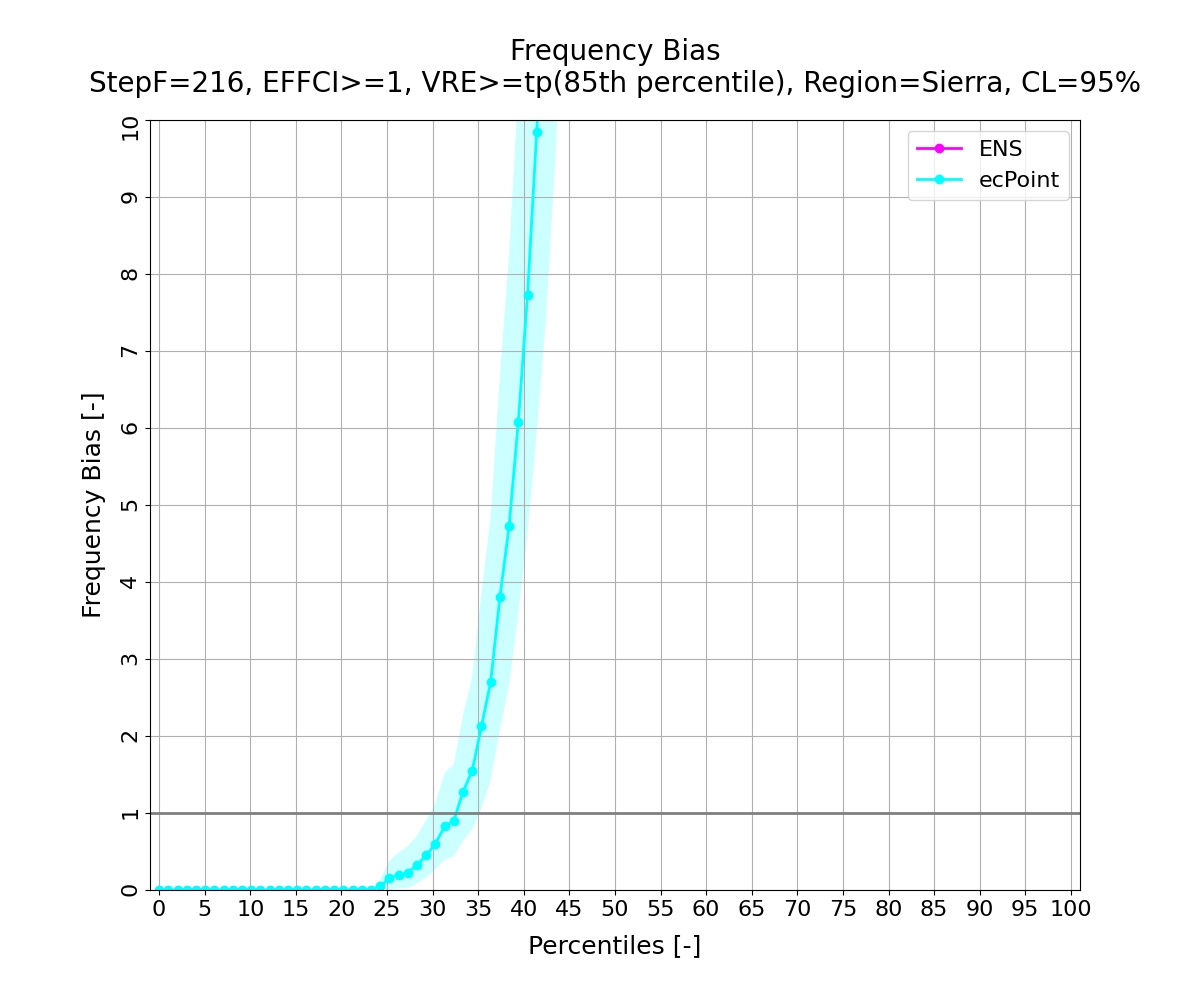 Frequency Bias
StepF=216, EFFCI>=1, VRE>=tp(85th percentile), Region=Sierra, CL=95%
10
9
8
7
6
5
4
3
2
1
0
Frequency Bias [-]
ENS
ecPoint
0 5 10 15 20 25 30 35 40 45 50 55 60 65 70 75 80 85 90 95 100
Percentiles [-]